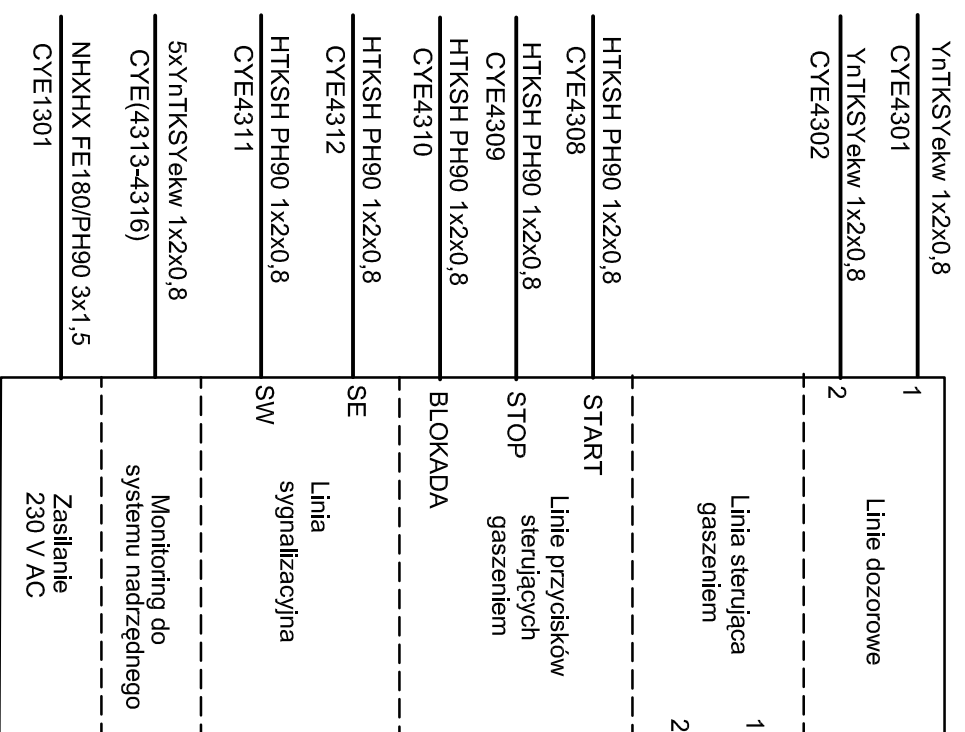 YnTKSYekw 1x2x0,8
CYE4301
YnTKSYekw 1x2x0,8
CYE4302
HTKSH PH90 1x2x0,8
CYE4308
HTKSH PH90 1x2x0,8
CYE4309
HTKSH PH90 1x2x0,8
CYE4310
HTKSH PH90 1x2x0,8
CYE4312
HTKSH PH90 1x2x0,8
CYE4311
5xYnTKSYekw 1x2x0,8
CYE(4313-4316)
NHXHX FE180/PH90 3x1,5
CYE1301
1
2
Linie dozorowe
Linia sterująca
gaszeniem
1
2
START
STOP
BLOKADA
Linie przycisków
sterujących
gaszeniem
SE
SW
Linia
sygnalizacyjna
Monitoring do
systemu nadrzędnego
Zasilanie
230 V AC